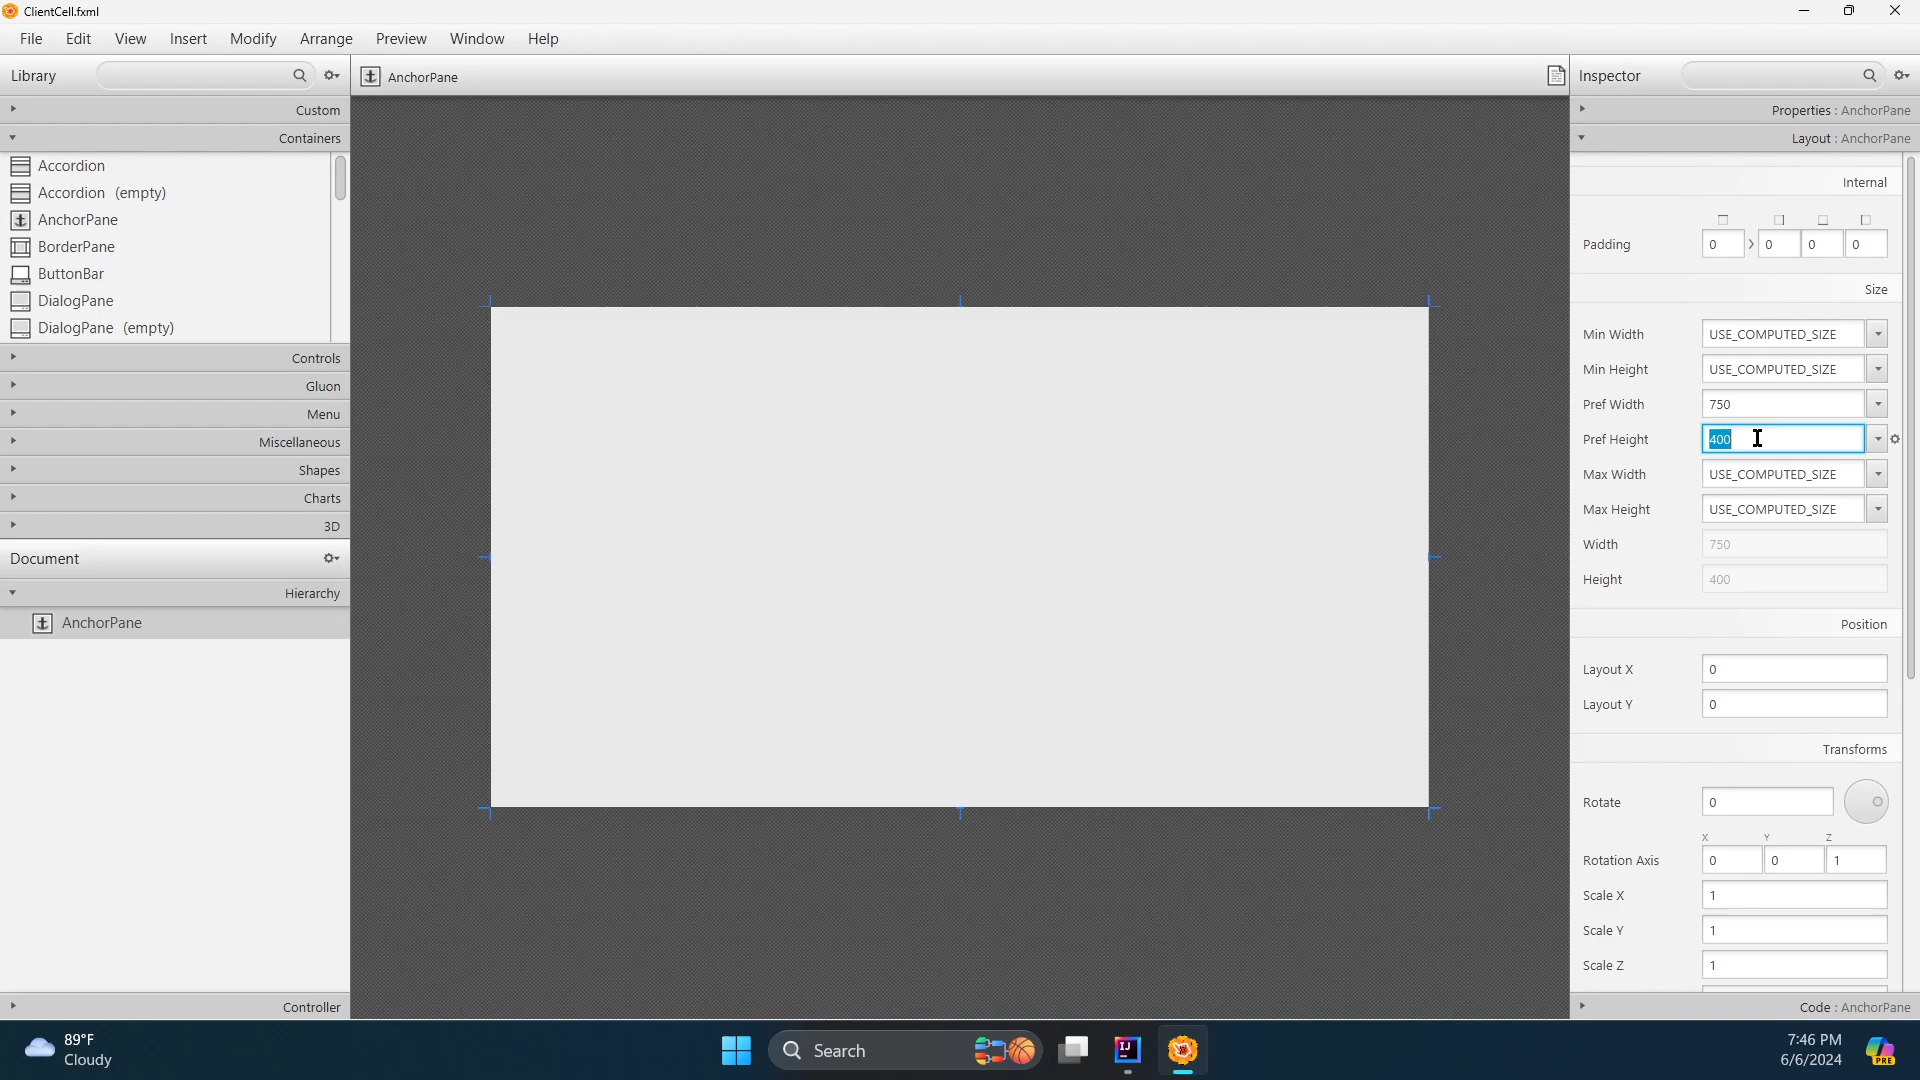 ClientCell.fxml
File Edit View Insert Modify Arrange Preview Window Help
Library
AnchorPane
Inspector
Custom
Containers
Accordion
Accordion (empty)
AnchorPane
BorderPane
ButtonBar
DialogPane
DialogPane (empty)
Controls
Gluon
Menu
Miscellaneous
Shapes
Charts
3D
Document
Hierarchy
AnchorPane
Controller
Properties : AnchorPane
Layout : AnchorPane
Internal
Padding 0 > 0 0 0
Size
Min Width USE_COMPUTED_SIZE
Min Height USE_COMPUTED_SIZE
Pref Width 750
Pref Height 400
Max Width USE_COMPUTED_SIZE
Max Height USE_COMPUTED_SIZE
Width 750
Height 400
Position
Layout X 0
Layout Y 0
Transforms
Rotate 0
X Y Z
Rotation Axis 0 0 1
Scale X 1
Scale Y 1
Scale Z 1
Code : AnchorPane
89°F
Cloudy
Search
IJ
7:46 PM
6/6/2024
PRE